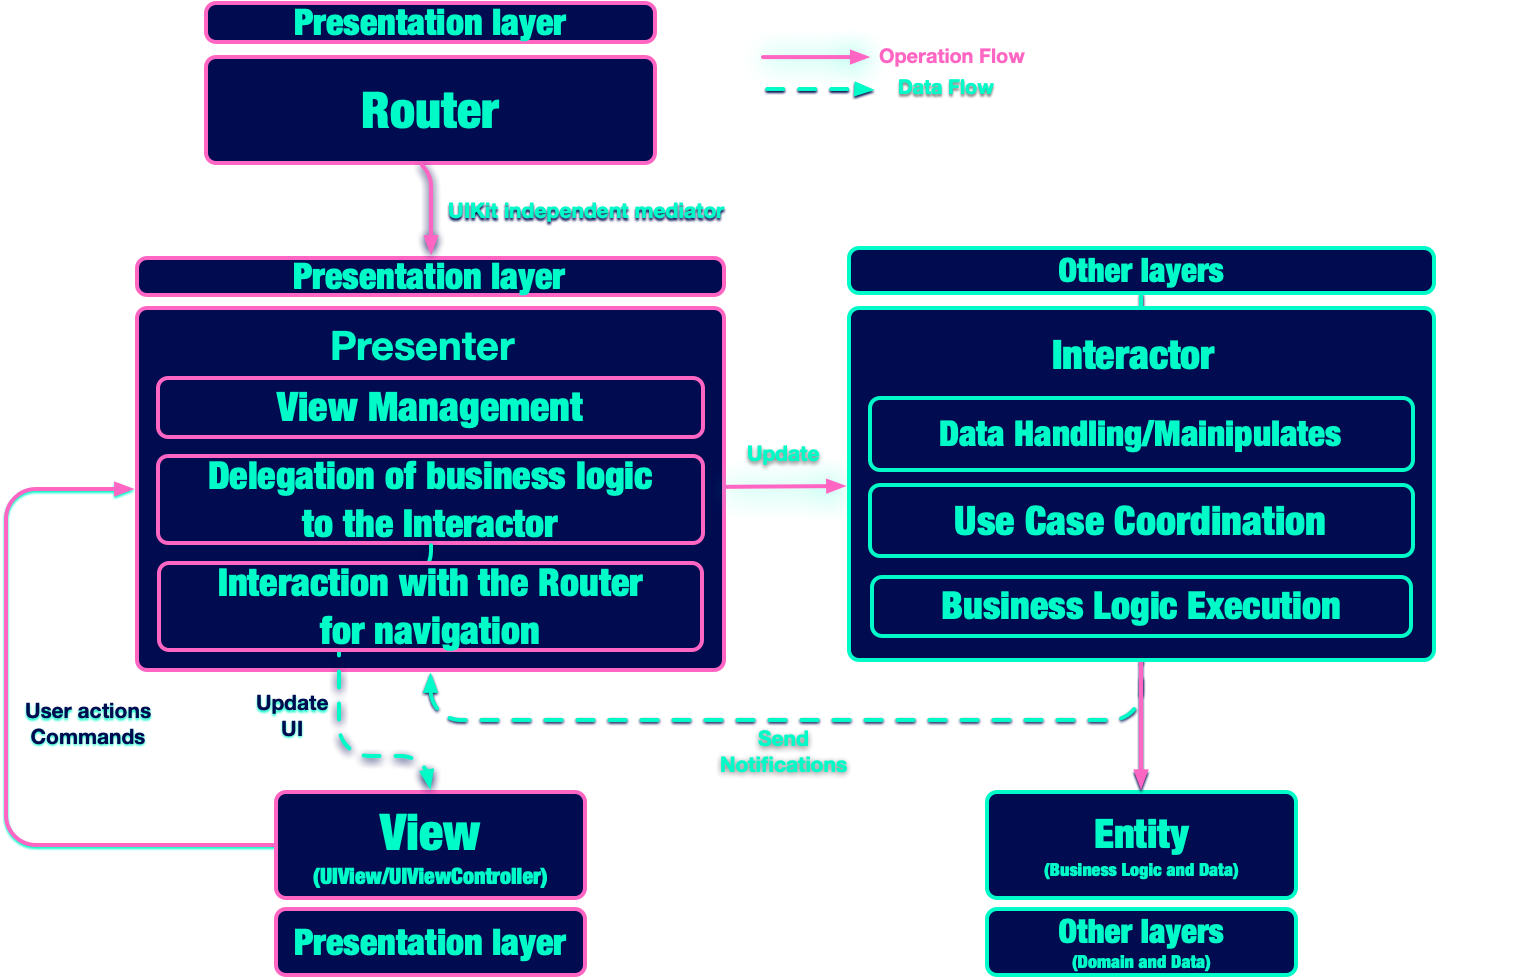 Presentation layer
Router
Operation Flow
Data Flow
UIKit independent mediator
Presentation layer
Presenter
View Management
Delegation of business logic
to the Interactor
Interaction with the Router
for navigation
Other layers
Interactor
Data Handling/Mainipulates
Use Case Coordination
Business Logic Execution
Update
User actions
Commands
Update
UI
Send
Notifications
View
(UIView/UIViewController)
Presentation layer
Entity
(Business Logic and Data)
Other layers
(Domain and Data)